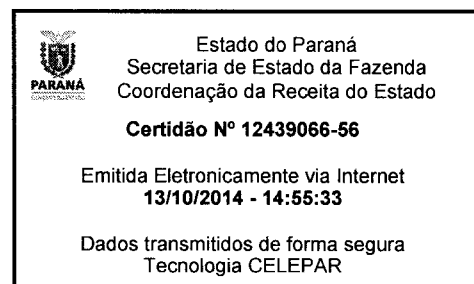 Estado do Paraná
Secretaria de Estado da Fazenda
PARANÁ
Coordenação da Receita do Estado
Certidão Nº 12439066-56
Emitida Eletronicamente via Internet
13/10/2014 - 14:55:33
Dados transmitidos de forma segura
Tecnologia CELEPAR